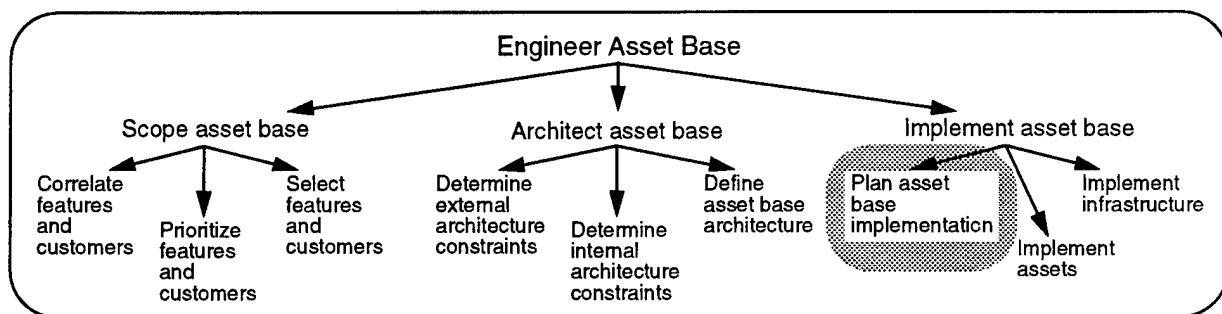 Engineer Asset Base
Scope asset base
Architect asset base
Implement asset base
Correlate
features
and
customers
Prioritize
features
and
customers
Select
features
and
customers
Determine
external
architecture
constraints
Determine
internal
architecture
constraints
Define
asset base
architecture
Plan asset
base
implementation
Implement
assets
Implement
infrastructure